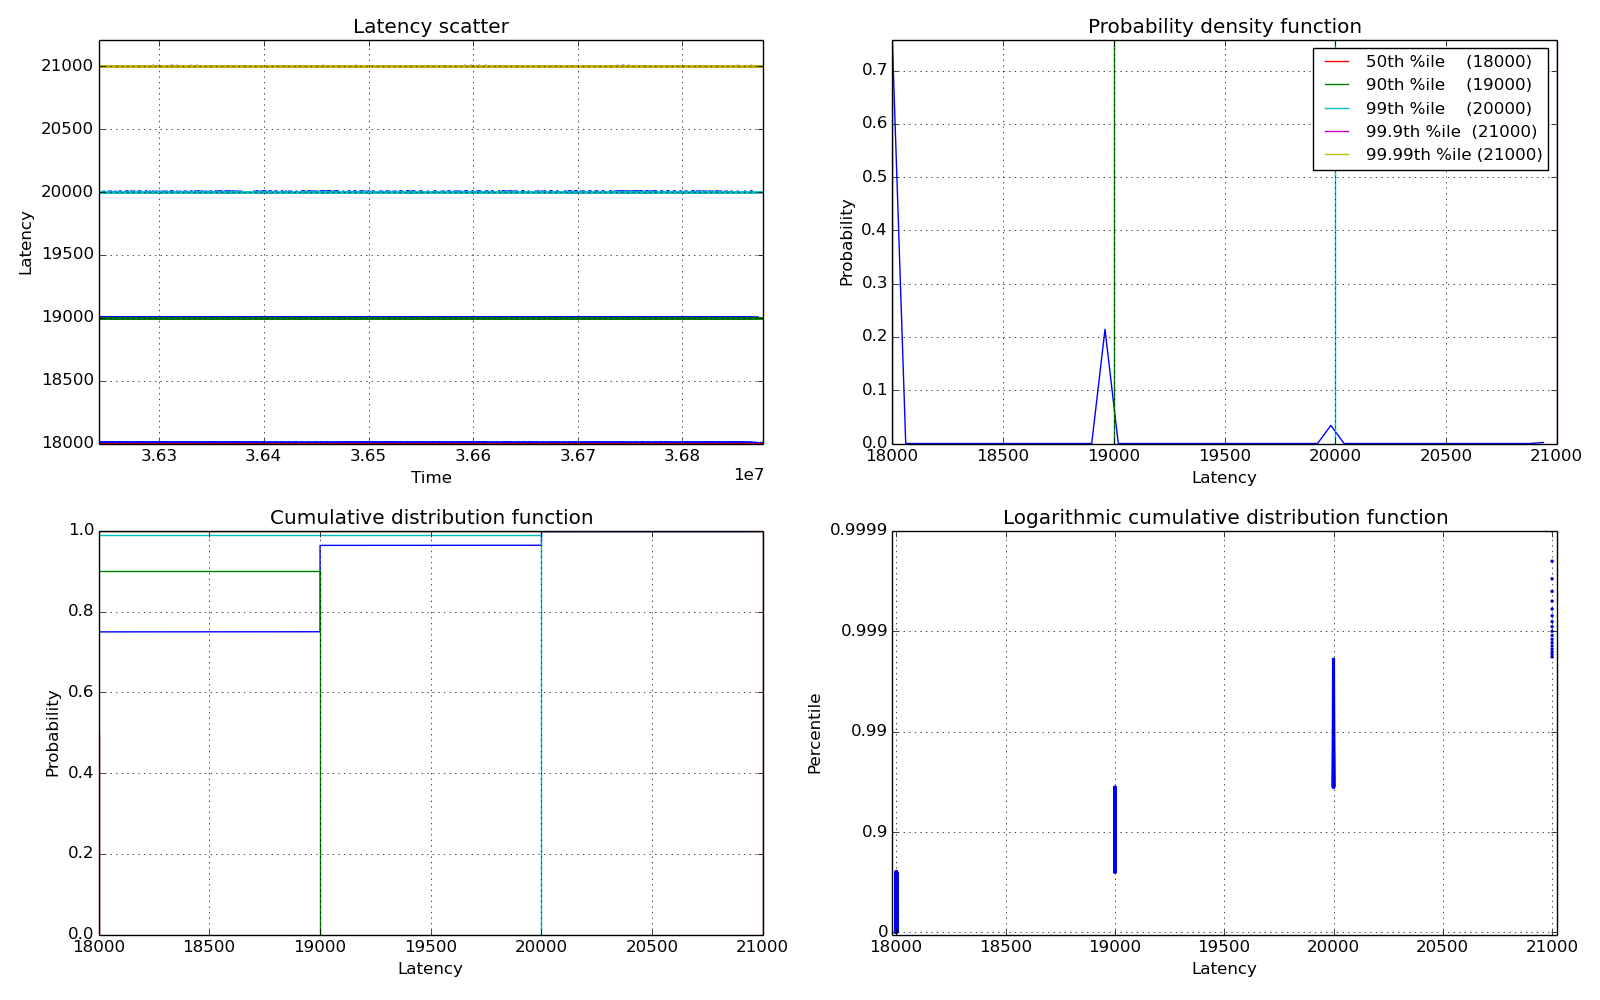 Latency scatter
21000
20500
20000
19500
19000
18500
18000
Latency
3.63 3.64 3.65 3.66 3.67 3.68
1e7
Time
Probability density function
0.7
0.6
0.5
0.4
0.3
0.2
0.1
0.0
Probability
50th %ile (18000)
90th %ile (19000)
99th %ile (20000)
99.9th %ile (21000)
99.99th %ile (21000)
18000 18500 19000 19500 20000 20500 21000
Latency
Cumulative distribution function
1.0
0.8
0.6
0.4
0.2
0.0
Probability
18000 18500 19000 19500 20000 20500 21000
Latency
Logarithmic cumulative distribution function
0.9999
0.999
0.99
0.9
0
Percentile
18000 18500 19000 19500 20000 20500 21000
Latency